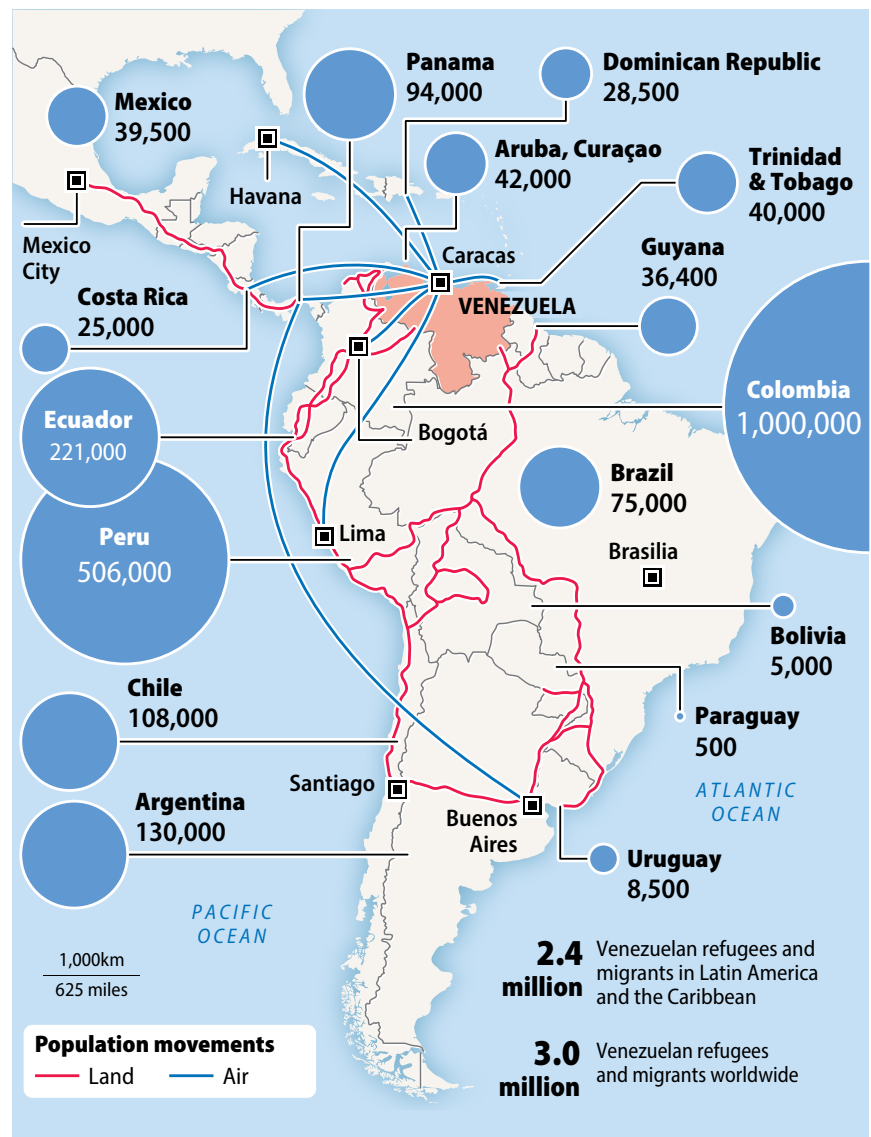 Panama
94,000
Dominican Republic
28,500
Mexico
39,500
Aruba, Curaçao
42,000
Trinidad
& Tobago
40,000
Havana
Mexico
City
Caracas
Guyana
36,400
Costa Rica
25,000
VENEZUELA
Colombia
1,000,000
Ecuador
221,000
Bogotá
Brazil
75,000
Peru
506,000
Lima
Brasilia
Bolivia
5,000
Chile
108,000
Paraguay
500
Santiago
Argentina
130,000
Buenos
Aires
ATLANTIC
OCEAN
Uruguay
8,500
PACIFIC
OCEAN
1,000km
625 miles
2.4
million
Venezuelan refugees and
migrants in Latin America
and the Caribbean
Population movements
Land
Air
3.0
million
Venezuelan refugees
and migrants worldwide